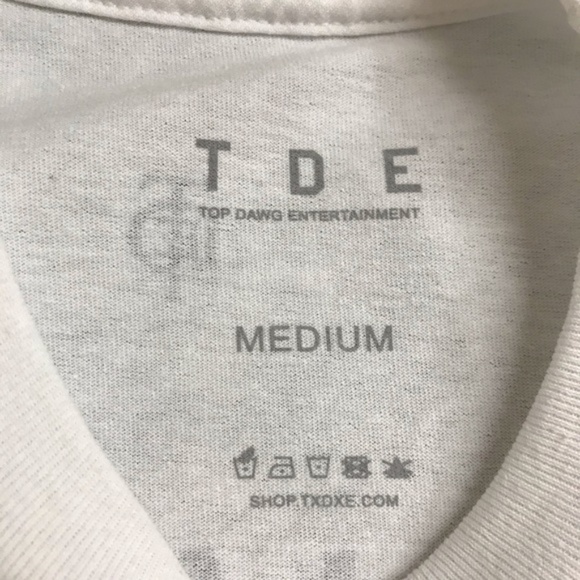 T D E
TOP DAWG ENTERTAINMENT
MEDIUM
SHOP.TXDXE.COM